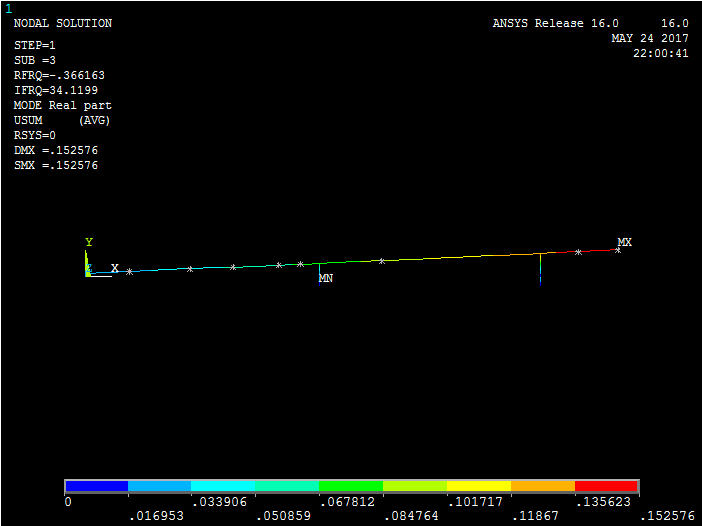 1
NODAL SOLUTION
ANSYS Release 16.0 16.0
MAY 24 2017
22:00:41
STEP=1
SUB =3
RFRQ=-.366163
IFRQ=34.1199
MODE Real part
USUM (AVG)
RSYS=0
DMX =.152576
SMX =.152576
Y
MX
X
MN
0 .033906 .067812 .101717 .135623
.016953 .050859 .084764 .11867 .152576